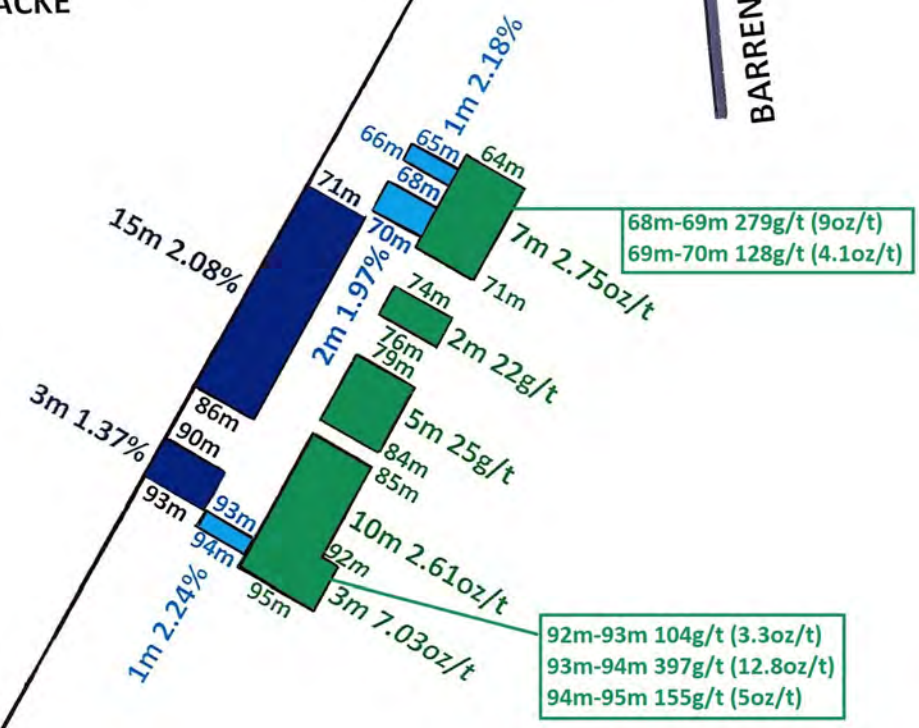 ACKE
BARREN
1m 2.18%
66m
65m
64m
68m
71m
70m
7m 2.75oz/t
68m-69m 279g/t (9oz/t)
69m-70m 128g/t (4.1oz/t)
15m 2.08%
2m 1.97%
71m
74m
76m
2m 22g/t
79m
86m
5m 25g/t
84m
85m
3m 1.37%
90m
93m
93m
94m
10m 2.61oz/t
92m
95m
3m 7.03oz/t
1m 2.24%
92m-93m 104g/t (3.3oz/t)
93m-94m 397g/t (12.8oz/t)
94m-95m 155g/t (5oz/t)